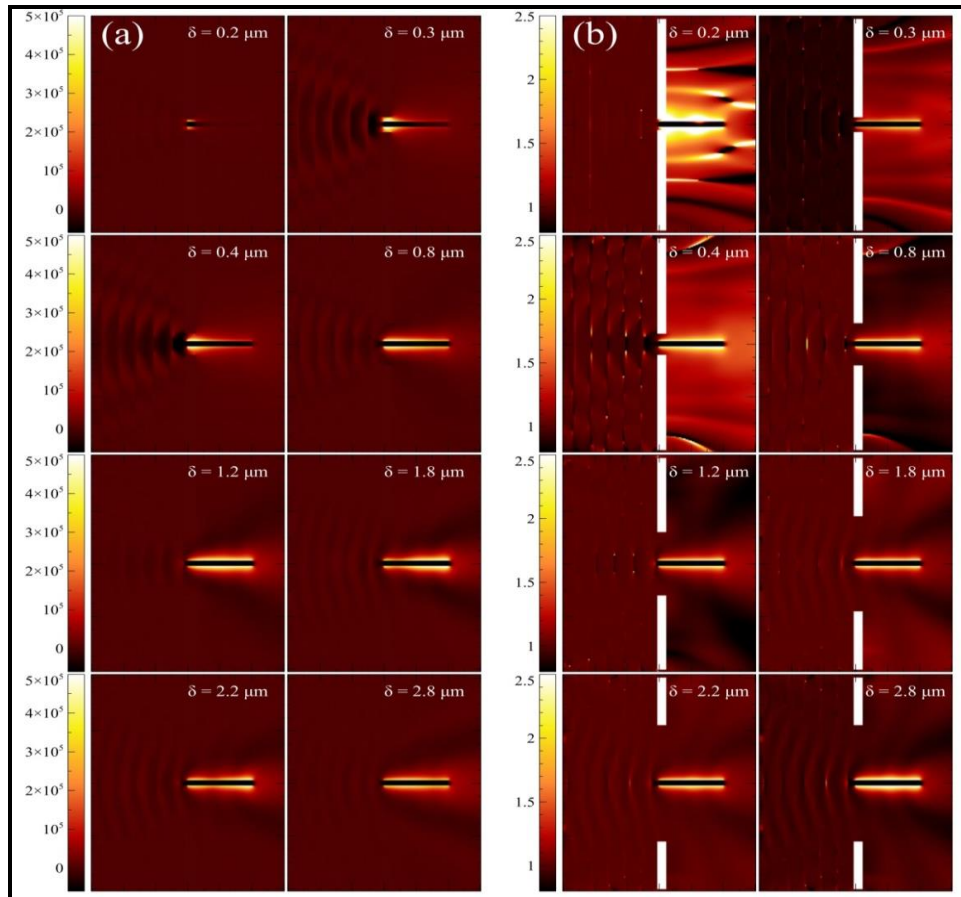 (a)
δ = 0.2 μm
δ = 0.3 μm
5×10⁵
4×10⁵
3×10⁵
2×10⁵
10⁵
0
(b)
δ = 0.2 μm
δ = 0.3 μm
2.5
2
1.5
1
δ = 0.4 μm
δ = 0.8 μm
5×10⁵
4×10⁵
3×10⁵
2×10⁵
10⁵
0
δ = 0.4 μm
δ = 0.8 μm
2.5
2
1.5
1
δ = 1.2 μm
δ = 1.8 μm
5×10⁵
4×10⁵
3×10⁵
2×10⁵
10⁵
0
δ = 1.2 μm
δ = 1.8 μm
2.5
2
1.5
1
δ = 2.2 μm
δ = 2.8 μm
5×10⁵
4×10⁵
3×10⁵
2×10⁵
10⁵
0
δ = 2.2 μm
δ = 2.8 μm
2.5
2
1.5
1